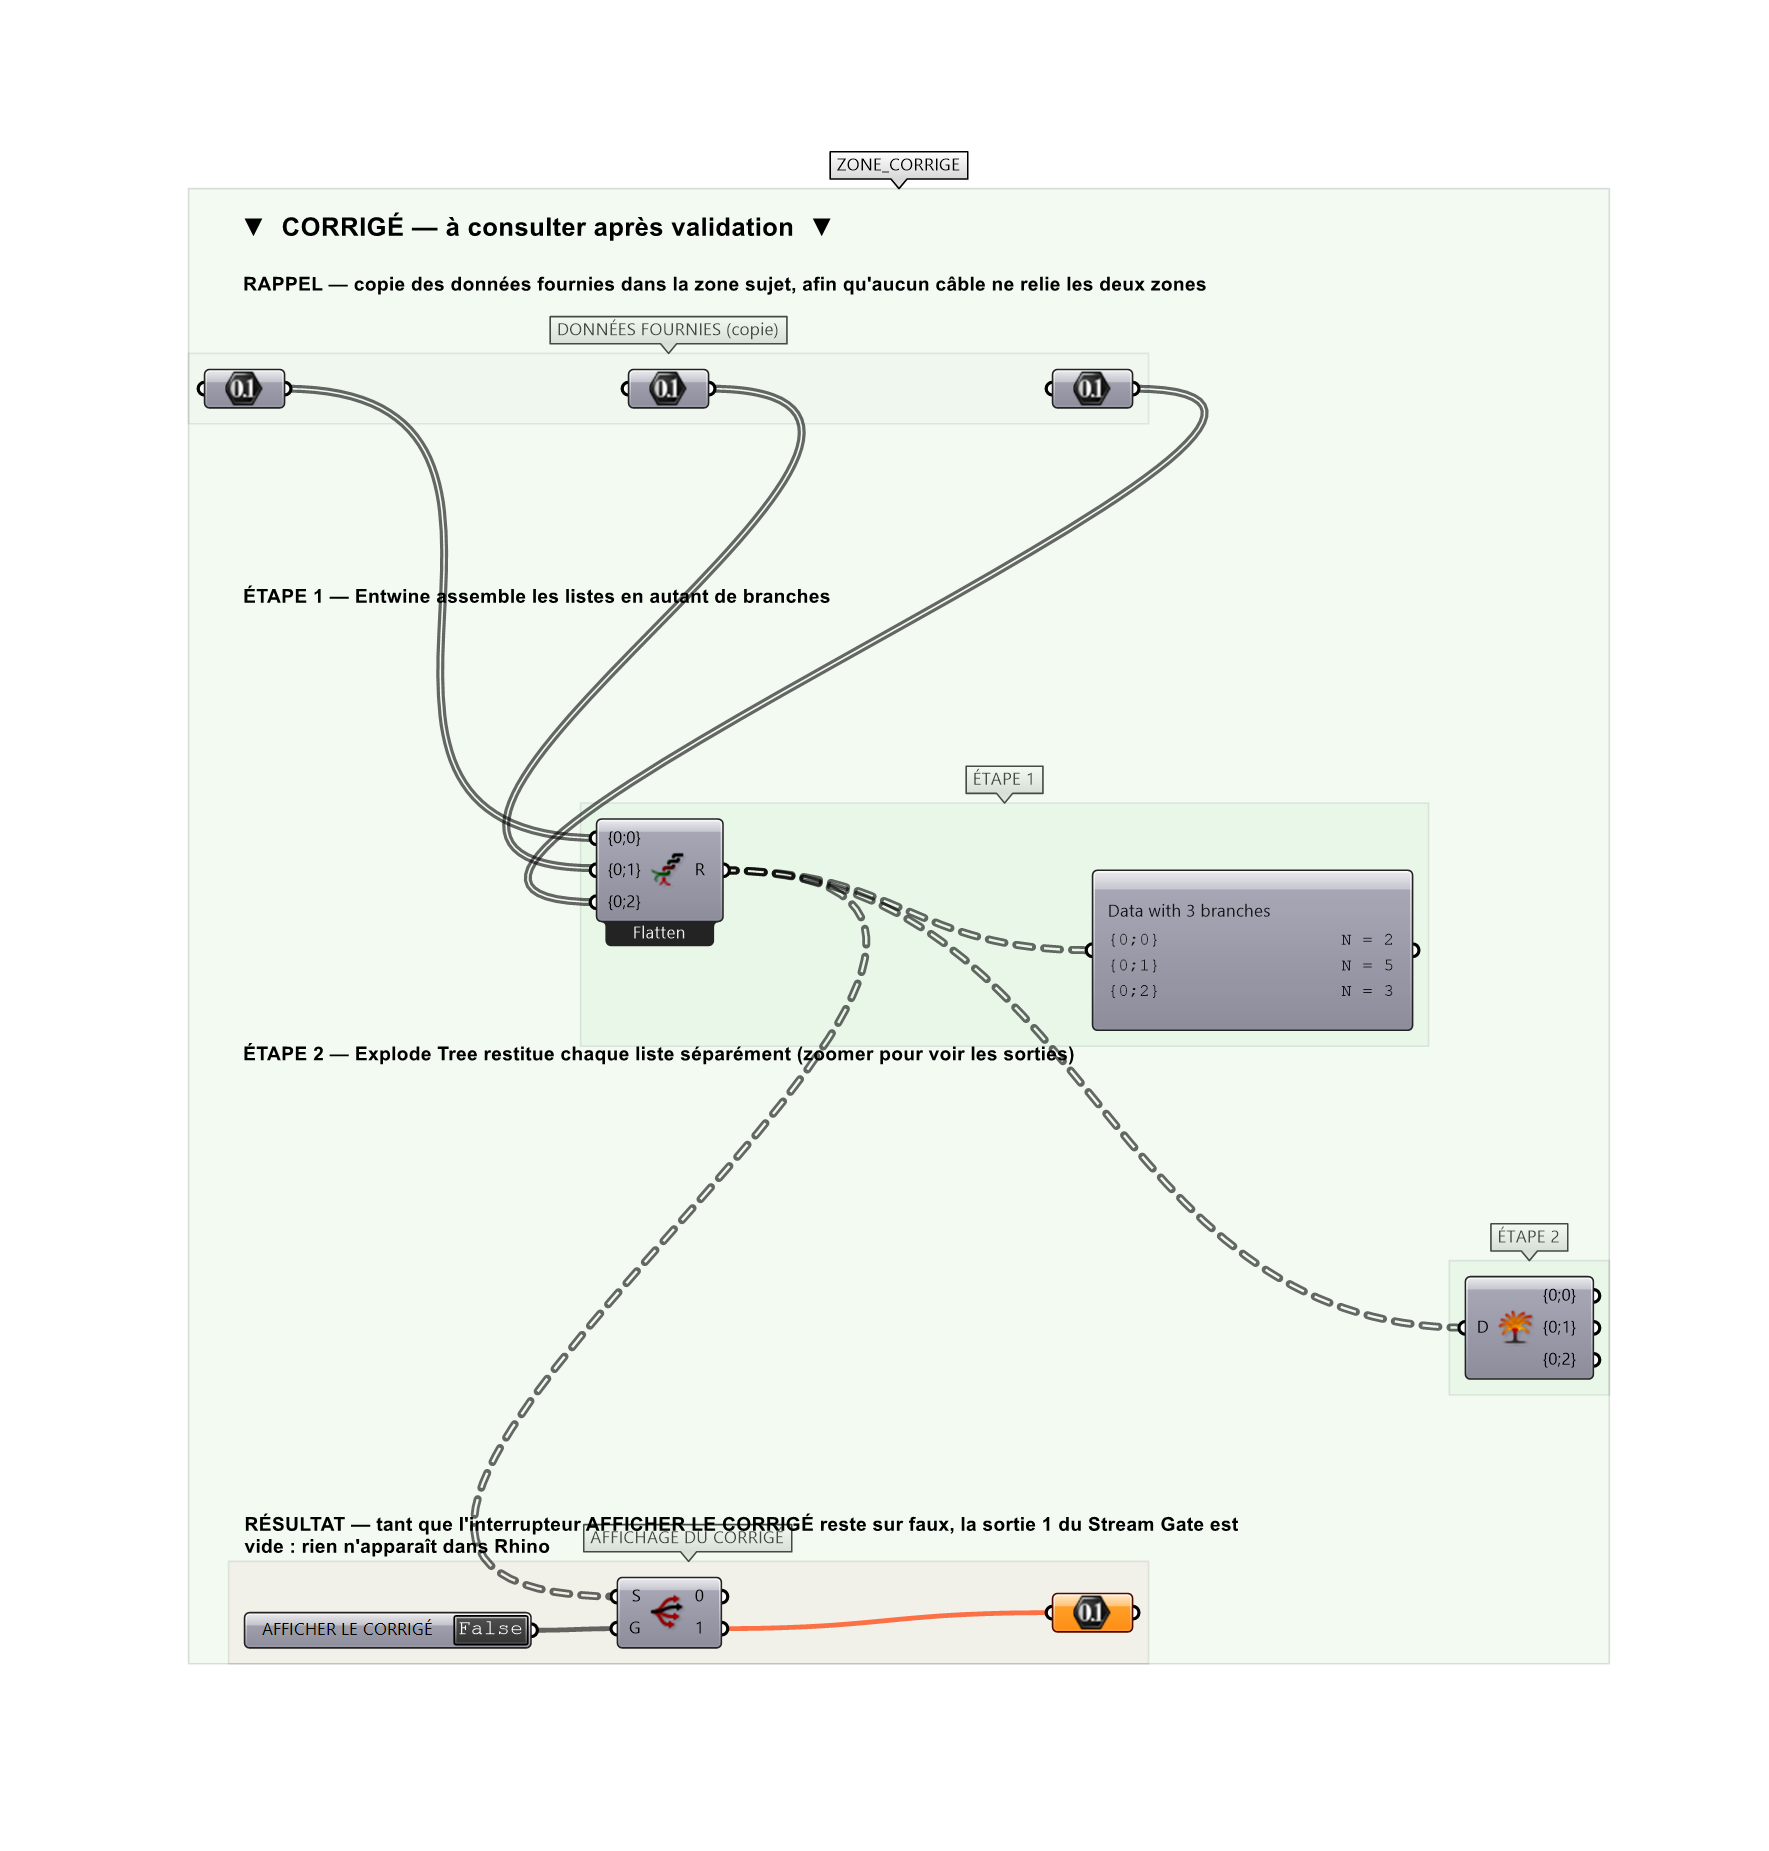 ZONE_CORRIGE
▼ CORRIGÉ — à consulter après validation ▼
RAPPEL — copie des données fournies dans la zone sujet, afin qu'aucun câble ne relie les deux zones
DONNÉES FOURNIES (copie)
0.1
0.1
0.1
ÉTAPE 1 — Entwine assemble les listes en autant de branches
ÉTAPE 1
{0;0}
{0;1} R
{0;2}
Flatten
Data with 3 branches
{0;0} N = 2
{0;1} N = 5
{0;2} N = 3
ÉTAPE 2 — Explode Tree restitue chaque liste séparément (zoomer pour voir les sorties)
ÉTAPE 2
{0;0}
D {0;1}
{0;2}
RÉSULTAT — tant que l'interrupteur AFFICHER LE CORRIGÉ reste sur faux, la sortie 1 du Stream Gate est
vide : rien n'apparaît dans Rhino
AFFICHAGE DU CORRIGÉ
S 0
G 1
AFFICHER LE CORRIGÉ False
0.1